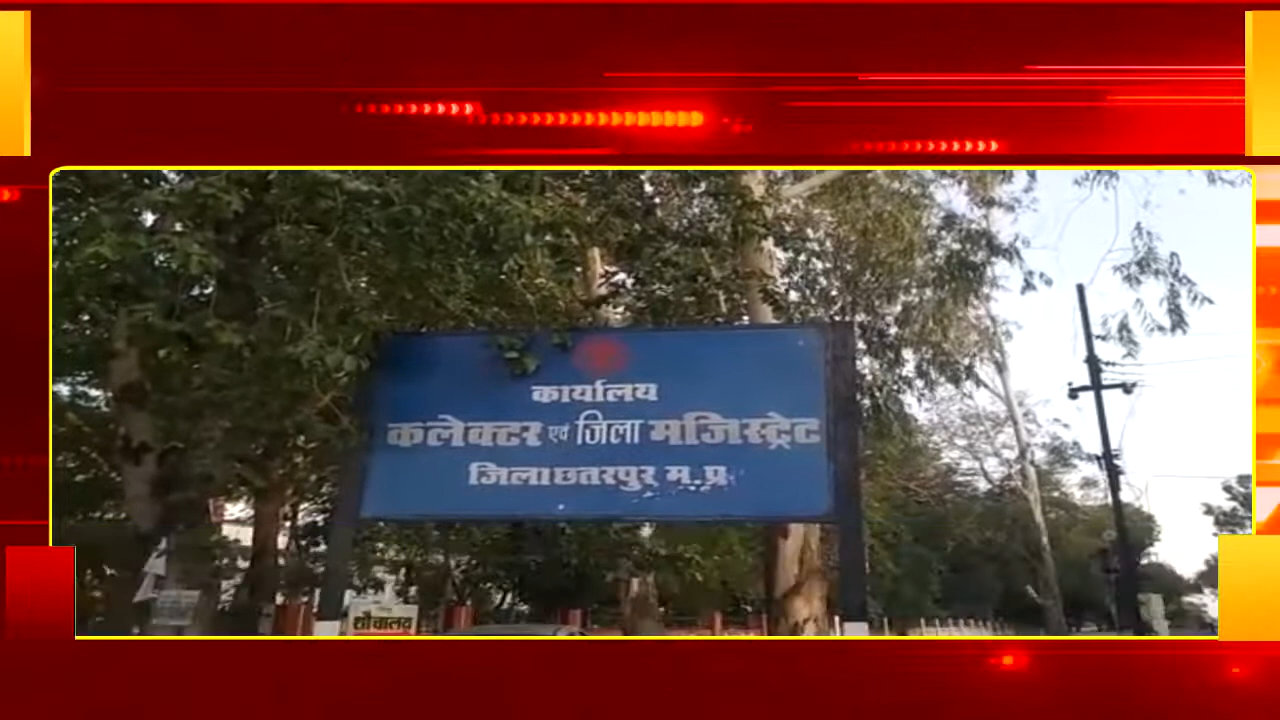 कार्यालय
कलेक्टर एवं जिला मजिस्ट्रेट
जिला छतरपुर म.प्र.
शौचालय